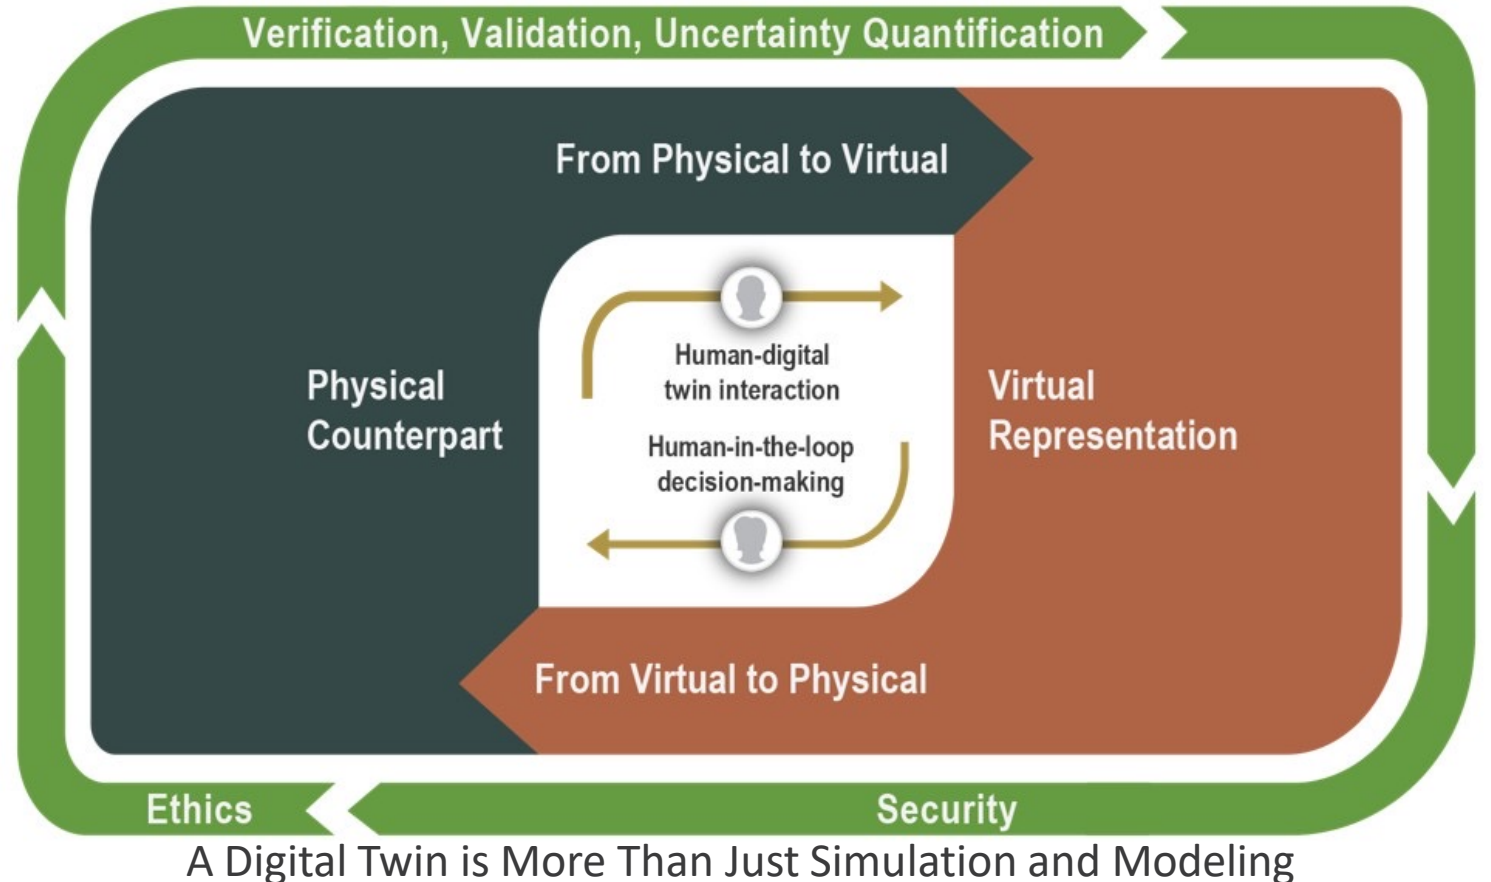 Verification, Validation, Uncertainty Quantification
From Physical to Virtual
Human-digital
twin interaction
Physical
Counterpart
Virtual
Representation
Human-in-the-loop
decision-making
From Virtual to Physical
Ethics
Security
A Digital Twin is More Than Just Simulation and Modeling